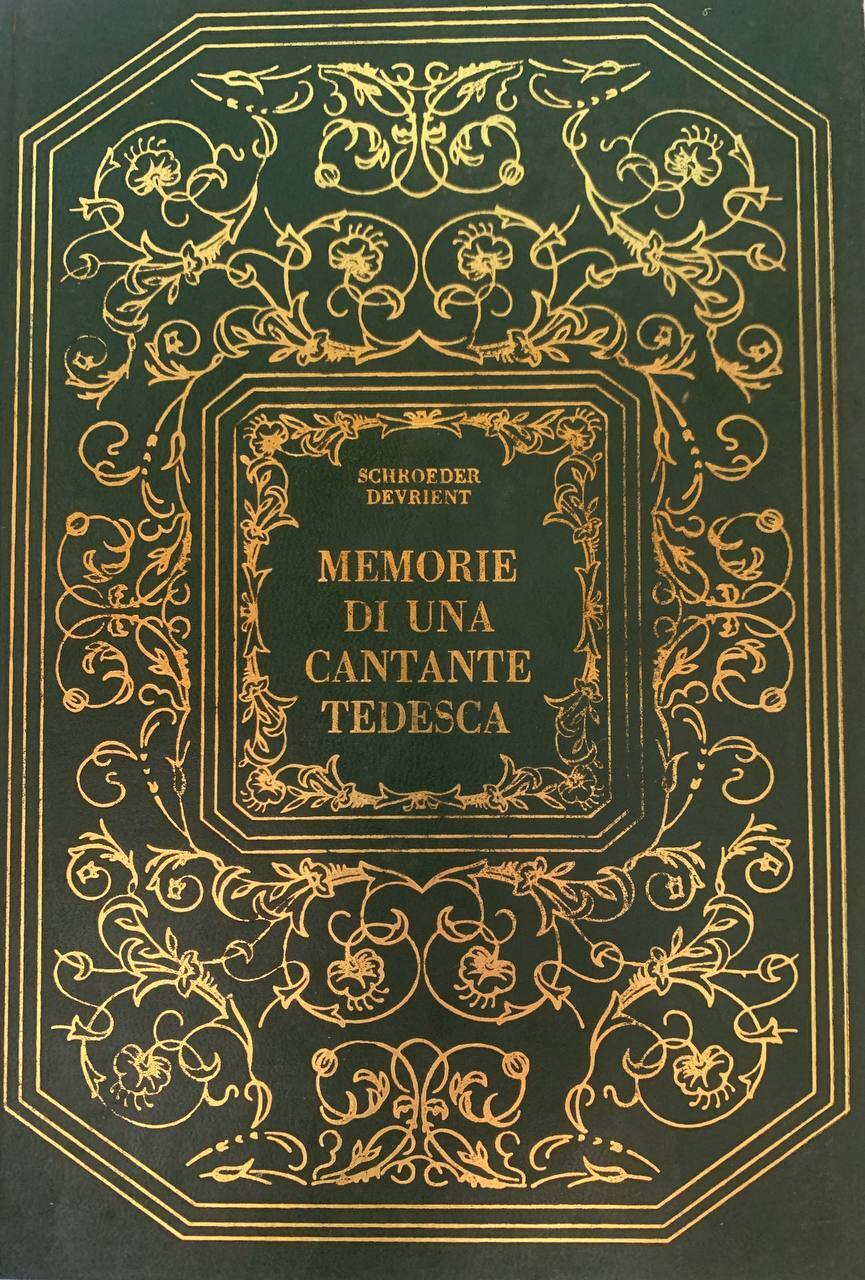 SCHROEDER
DEVRIENT
MEMORIE
DI UNA
CANTANTE
TEDESCA